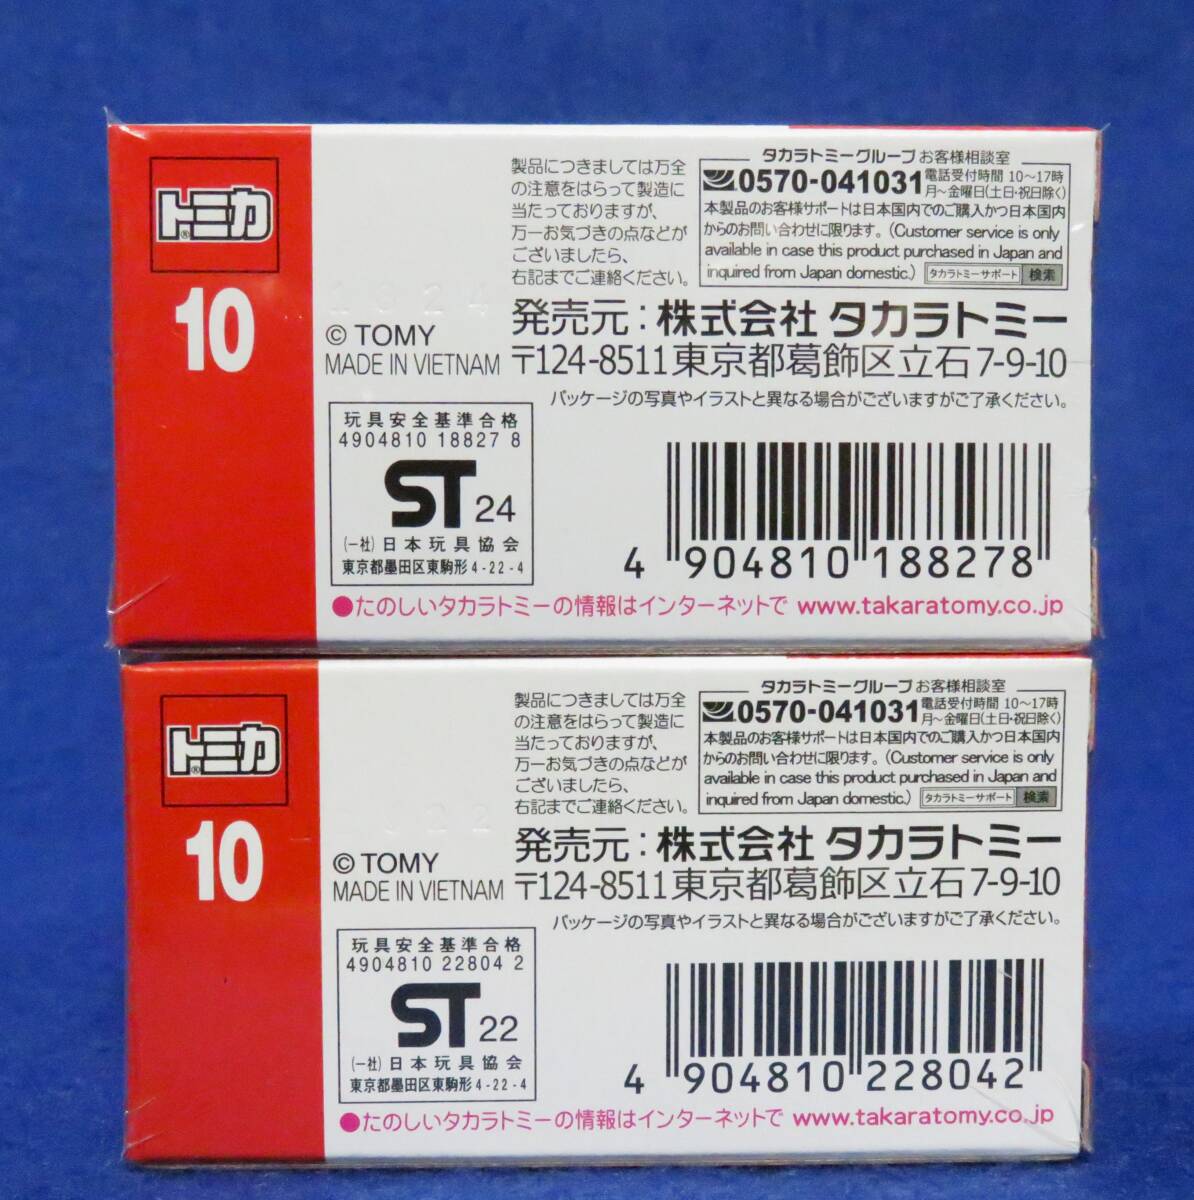 トミカ®
10
© TOMY
MADE IN VIETNAM
製品につきましては万全
の注意をはらって製造に
当たっておりますが、
万一お気づきの点などが
ございましたら、
右記までご連絡ください。
タカラトミーグループ お客様相談室
0570-041031 電話受付時間 10〜17時
月〜金曜日(土日・祝日除く)
本製品のお客様サポートは日本国内でのご購入かつ日本国内
からのお問い合わせに限ります。(Customer service is only
available in case this product purchased in Japan and
inquired from Japan domestic.) タカラトミーサポート 検索
発売元：株式会社 タカラトミー
〒124-8511 東京都葛飾区立石7-9-10
パッケージの写真やイラストと異なる場合がございますがご了承ください。
玩具安全基準合格
4904810 18827 8
ST 24
(一社)日本玩具協会
東京都墨田区東駒形4-22-4
4 904810 188278
●たのしいタカラトミーの情報はインターネットで www.takaratomy.co.jp
トミカ®
10
© TOMY
MADE IN VIETNAM
製品につきましては万全
の注意をはらって製造に
当たっておりますが、
万一お気づきの点などが
ございましたら、
右記までご連絡ください。
タカラトミーグループ お客様相談室
0570-041031 電話受付時間 10〜17時
月〜金曜日(土日・祝日除く)
本製品のお客様サポートは日本国内でのご購入かつ日本国内
からのお問い合わせに限ります。(Customer service is only
available in case this product purchased in Japan and
inquired from Japan domestic.) タカラトミーサポート 検索
発売元：株式会社 タカラトミー
〒124-8511 東京都葛飾区立石7-9-10
パッケージの写真やイラストと異なる場合がございますがご了承ください。
玩具安全基準合格
4904810 22804 2
ST 22
(一社)日本玩具協会
東京都墨田区東駒形4-22-4
4 904810 228042
●たのしいタカラトミーの情報はインターネットで www.takaratomy.co.jp